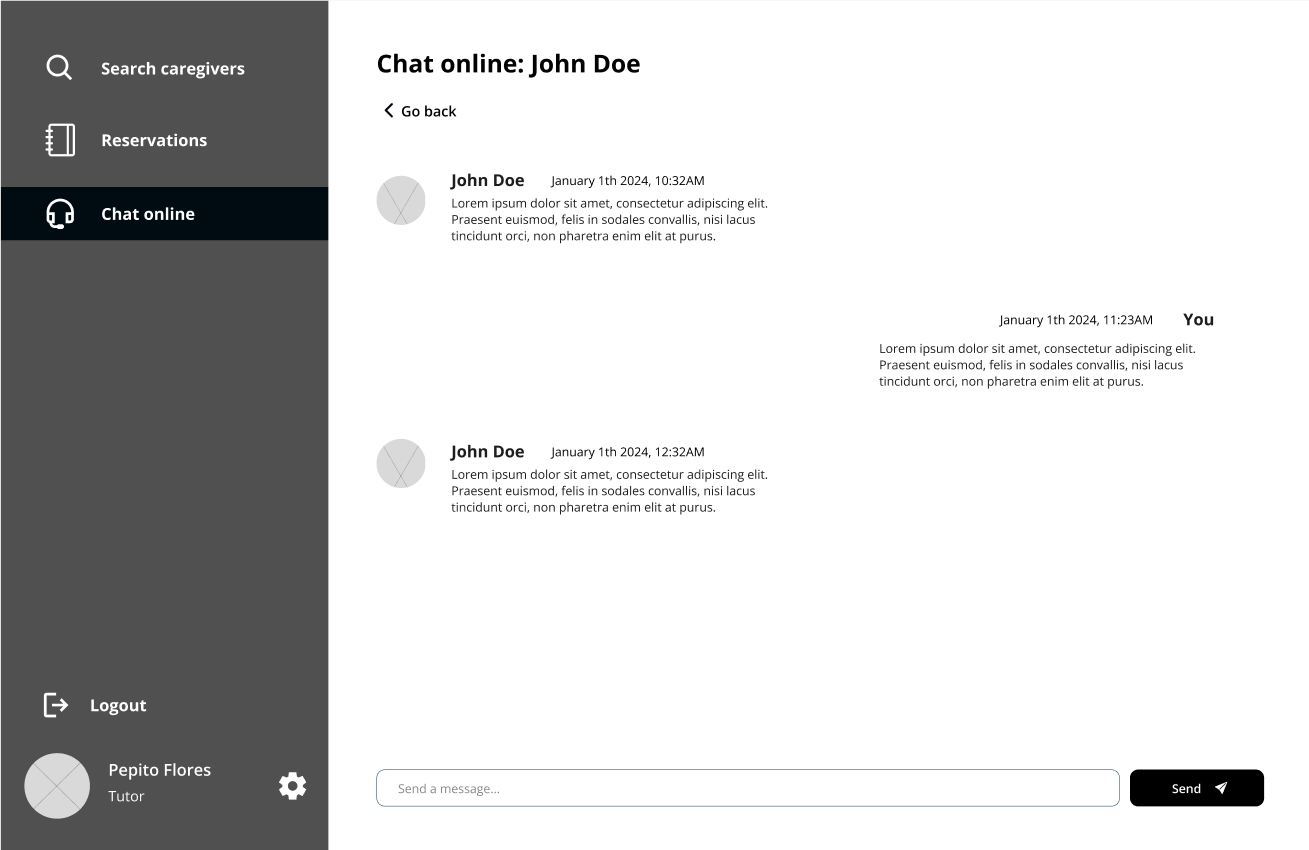 Search caregivers
Reservations
Chat online
Logout
Pepito Flores
Tutor
Chat online: John Doe
Go back
John Doe January 1th 2024, 10:32AM
Lorem ipsum dolor sit amet, consectetur adipiscing elit.
Praesent euismod, felis in sodales convallis, nisi lacus
tincidunt orci, non pharetra enim elit at purus.
January 1th 2024, 11:23AM You
Lorem ipsum dolor sit amet, consectetur adipiscing elit.
Praesent euismod, felis in sodales convallis, nisi lacus
tincidunt orci, non pharetra enim elit at purus.
John Doe January 1th 2024, 12:32AM
Lorem ipsum dolor sit amet, consectetur adipiscing elit.
Praesent euismod, felis in sodales convallis, nisi lacus
tincidunt orci, non pharetra enim elit at purus.
Send a message...
Send